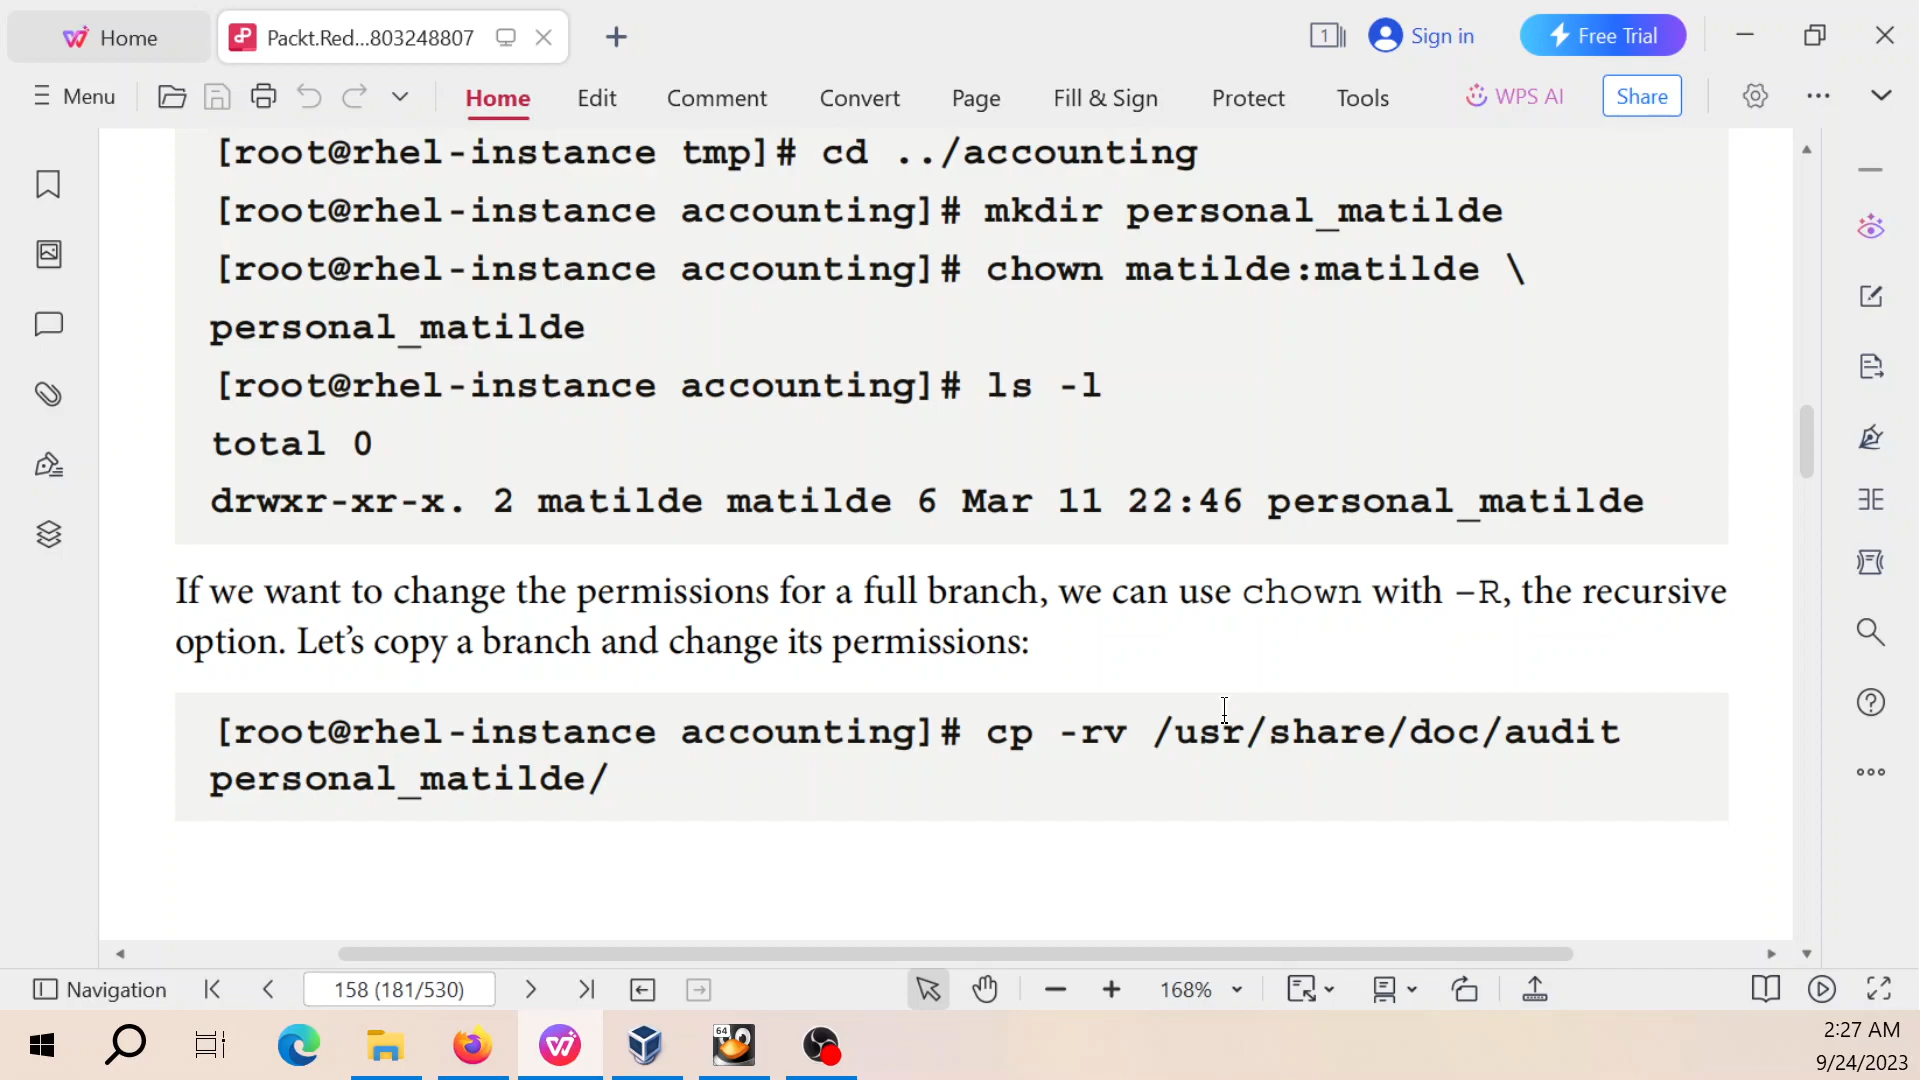 Home
Packt.Red...803248807
1
Sign in
Free Trial
Menu
Home Edit Comment Convert Page Fill & Sign Protect Tools
WPS AI
Share
[root@rhel-instance tmp]# cd ../accounting
[root@rhel-instance accounting]# mkdir personal_matilde
[root@rhel-instance accounting]# chown matilde:matilde \
personal_matilde
[root@rhel-instance accounting]# ls -l
total 0
drwxr-xr-x. 2 matilde matilde 6 Mar 11 22:46 personal_matilde
If we want to change the permissions for a full branch, we can use chown with –R, the recursive
option. Let’s copy a branch and change its permissions:
[root@rhel-instance accounting]# cp -rv /usr/share/doc/audit
personal_matilde/
Navigation
158 (181/530)
168%
64
2:27 AM
9/24/2023